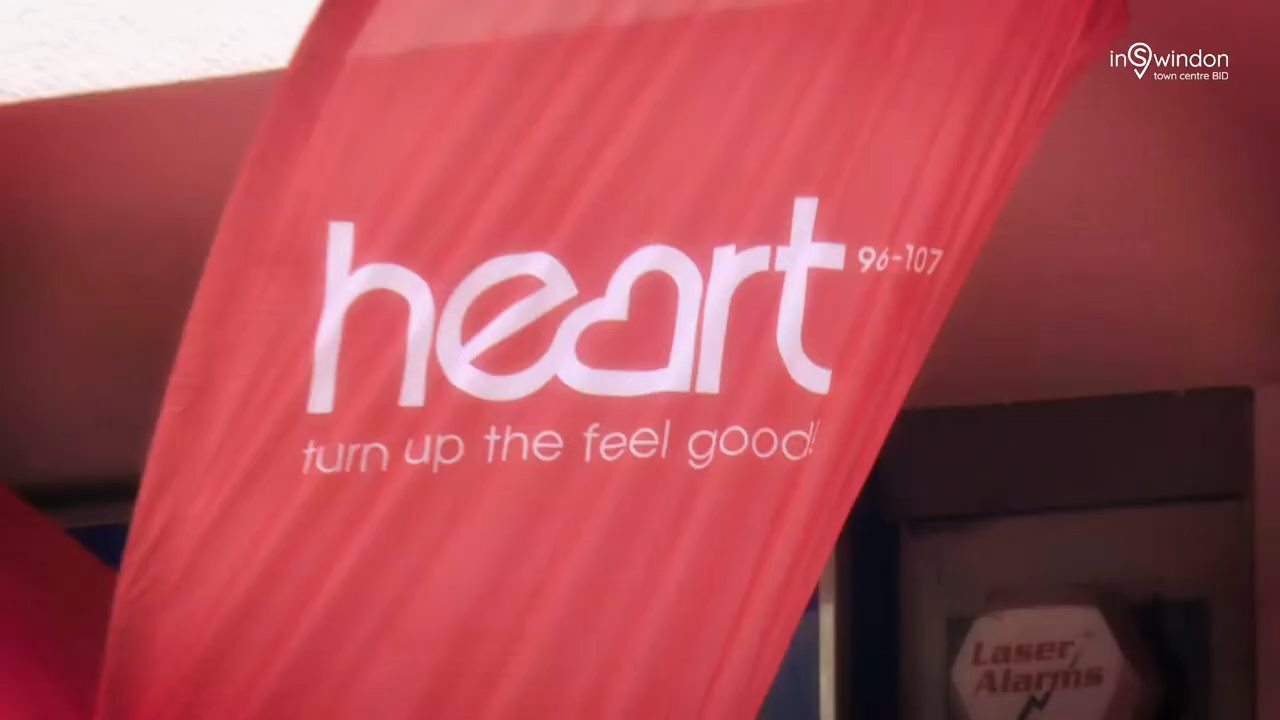 inSwindon
town centre BID
heart 96-107
turn up the feel good!
Laser
Alarms